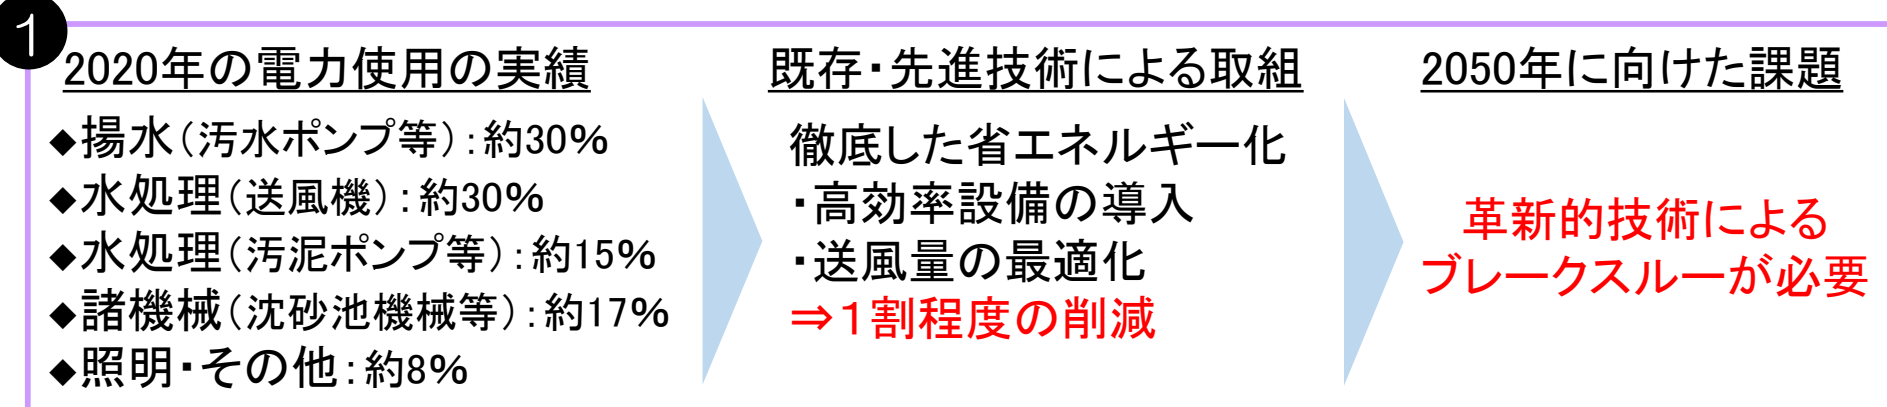 1
2020年の電力使用の実績
◆揚水(汚水ポンプ等):約30%
◆水処理(送風機):約30%
◆水処理(汚泥ポンプ等):約15%
◆諸機械(沈砂池機械等):約17%
◆照明・その他:約8%
既存・先進技術による取組
徹底した省エネルギー化
・高効率設備の導入
・送風量の最適化
⇒1割程度の削減
2050年に向けた課題
革新的技術による
ブレークスルーが必要